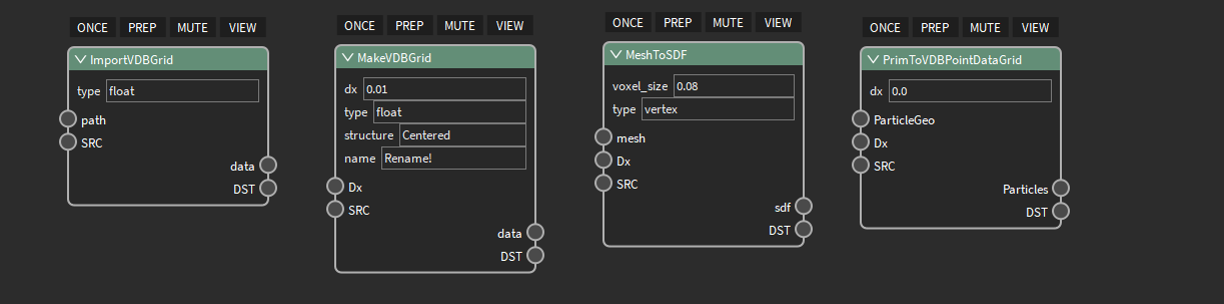 ONCE PREP MUTE VIEW
ImportVDBGrid
type float
path
SRC
data
DST
ONCE PREP MUTE VIEW
MakeVDBGrid
dx 0.01
type float
structure Centered
name Rename!
Dx
SRC
data
DST
ONCE PREP MUTE VIEW
MeshToSDF
voxel_size 0.08
type vertex
mesh
Dx
SRC
sdf
DST
ONCE PREP MUTE VIEW
PrimToVDBPointDataGrid
dx 0.0
ParticleGeo
Dx
SRC
Particles
DST